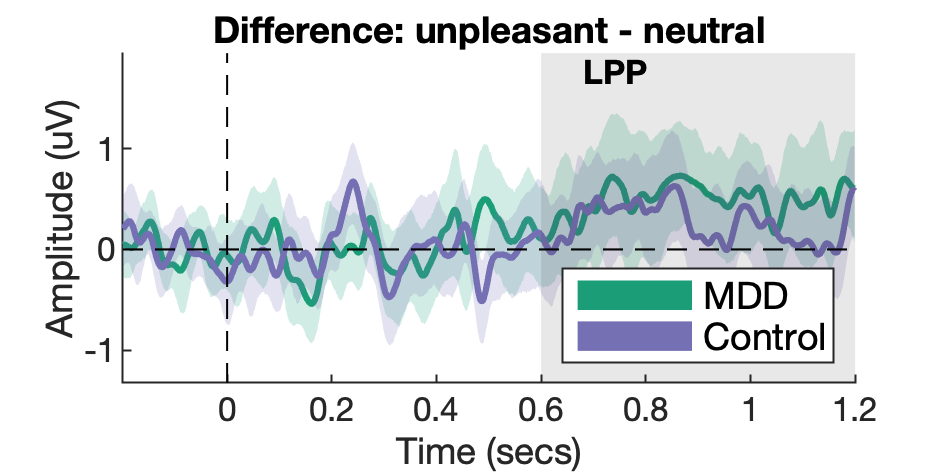 Difference: unpleasant - neutral
LPP
Amplitude (uV)
1
0
-1
MDD
Control
0 0.2 0.4 0.6 0.8 1 1.2
Time (secs)